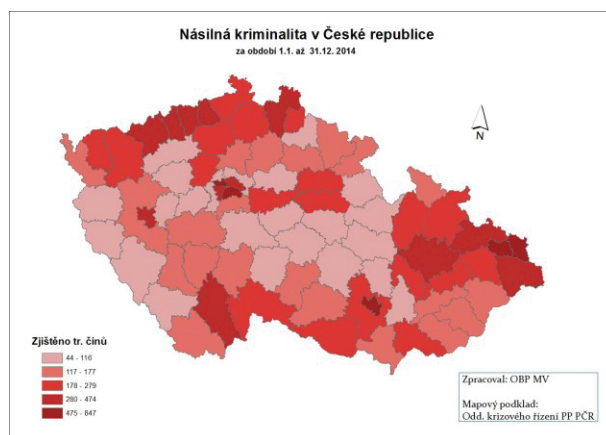 Násilná kriminalita v České republice
za období 1.1. až 31.12. 2014
N
Zjištěno tr. činů
44 - 116
117 - 177
178 - 279
280 - 474
475 - 847
Zpracoval: OBP MV
Mapový podklad:
Odd. krizového řízení PP PČR